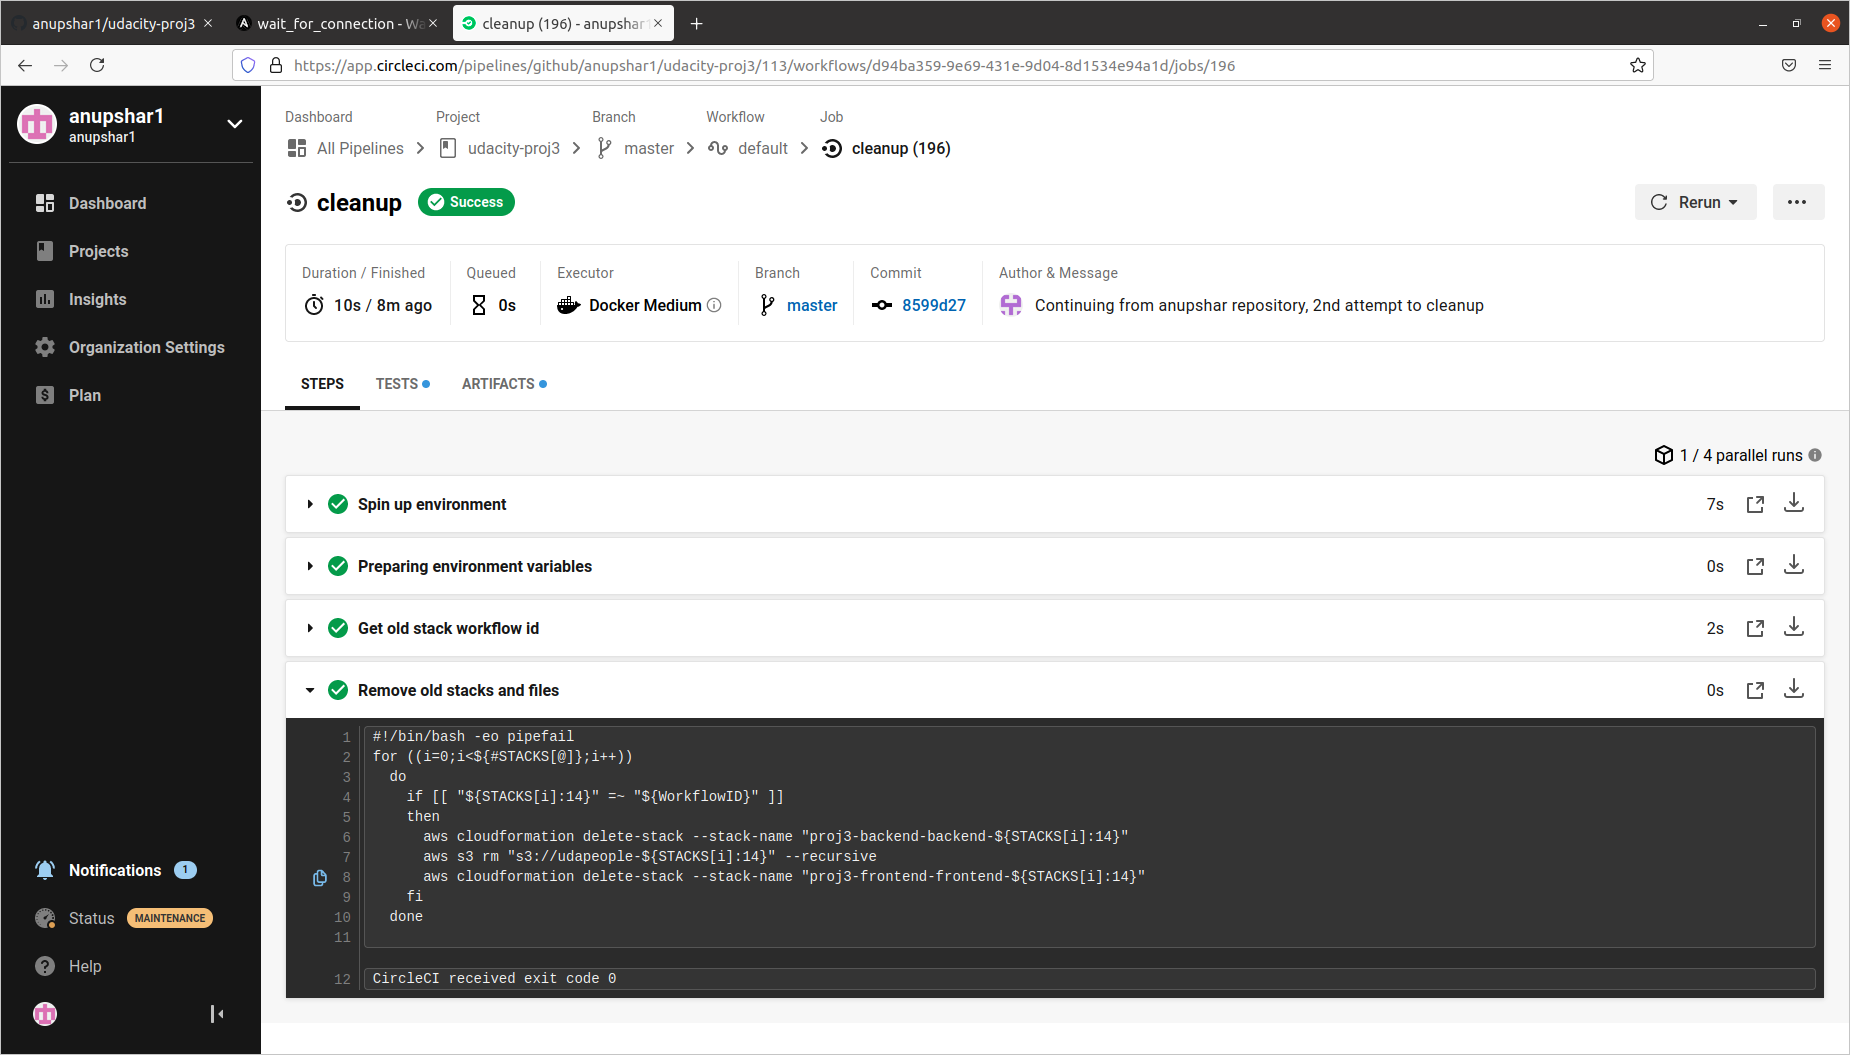 anupshar1/udacity-proj3
wait_for_connection - Wa
cleanup (196) - anupshar1
https://app.circleci.com/pipelines/github/anupshar1/udacity-proj3/113/workflows/d94ba359-9e69-431e-9d04-8d1534e94a1d/jobs/196
anupshar1
anupshar1
Dashboard
Projects
Insights
Organization Settings
Plan
Notifications 1
Status MAINTENANCE
Help
Dashboard Project Branch Workflow Job
All Pipelines udacity-proj3 master default cleanup (196)
cleanup Success
Rerun
Duration / Finished Queued Executor Branch Commit Author & Message
10s / 8m ago 0s Docker Medium master 8599d27 Continuing from anupshar repository, 2nd attempt to cleanup
STEPS TESTS ARTIFACTS
1 / 4 parallel runs
Spin up environment 7s
Preparing environment variables 0s
Get old stack workflow id 2s
Remove old stacks and files 0s
1 #!/bin/bash -eo pipefail
2 for ((i=0;i<${#STACKS[@]};i++))
3 do
4 if [[ "${STACKS[i]:14}" =~ "${WorkflowID}" ]]
5 then
6 aws cloudformation delete-stack --stack-name "proj3-backend-backend-${STACKS[i]:14}"
7 aws s3 rm "s3://udapeople-${STACKS[i]:14}" --recursive
8 aws cloudformation delete-stack --stack-name "proj3-frontend-frontend-${STACKS[i]:14}"
9 fi
10 done
11
12 CircleCI received exit code 0